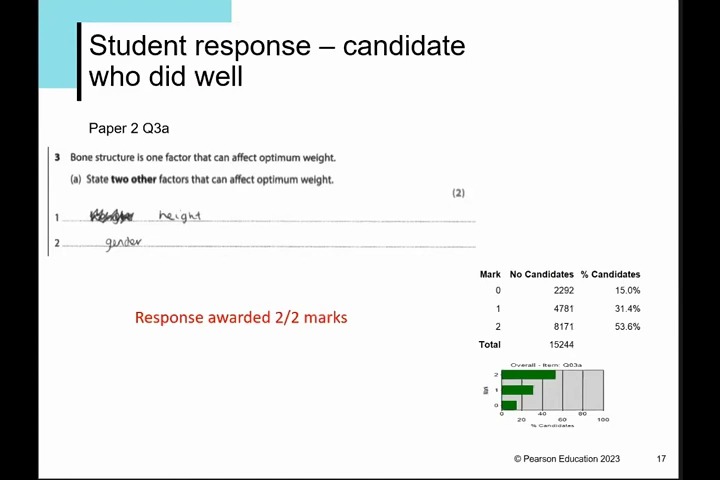 Student response – candidate
who did well
Paper 2 Q3a
3 Bone structure is one factor that can affect optimum weight.
(a) State two other factors that can affect optimum weight.
(2)
1 height
2 gender
Mark No Candidates % Candidates
0 2292 15.0%
1 4781 31.4%
2 8171 53.6%
Total 15244
Response awarded 2/2 marks
Overall - Item: Q03a
Mark
2
1
0
0 40 80
20 60 100
% Candidates
© Pearson Education 2023 17